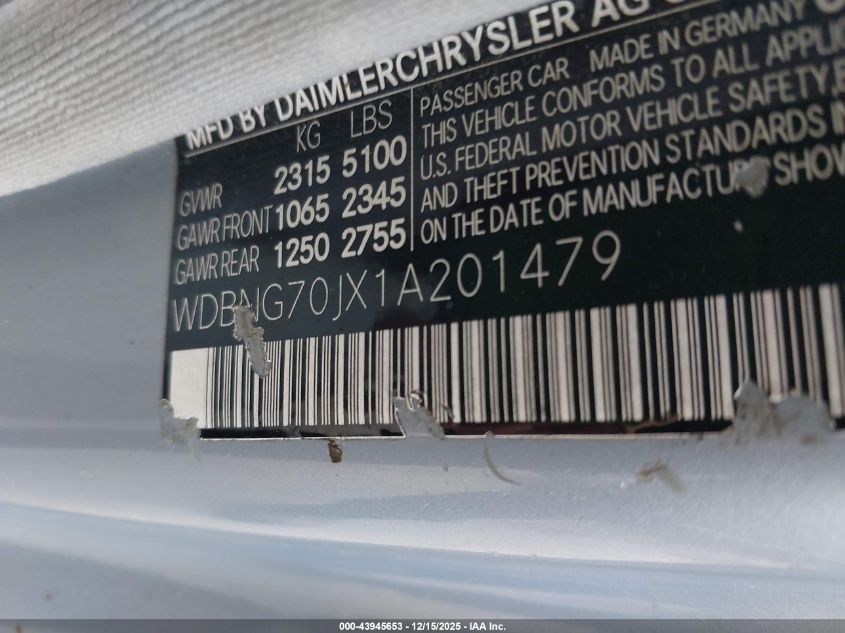 MFD BY DAIMLERCHRYSLER AG
KG LBS
GVWR 2315 5100
GAWR FRONT 1065 2345
GAWR REAR 1250 2755
PASSENGER CAR MADE IN GERMANY
THIS VEHICLE CONFORMS TO ALL APPLIC
U.S. FEDERAL MOTOR VEHICLE SAFETY,
AND THEFT PREVENTION STANDARDS IN
ON THE DATE OF MANUFACTURE SHOW
WDBNG70JX1A201479
000-43945653 - 12/15/2025 - IAA Inc.